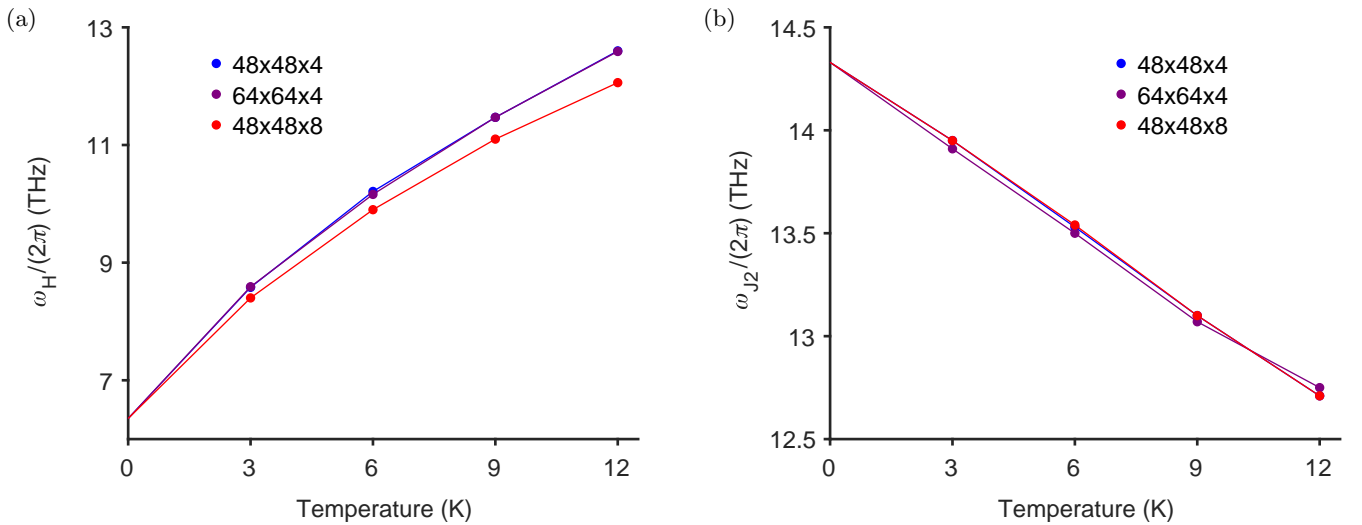 (a)
13
11
9
7
0
3
6
9
12
ω_H/(2π) (THz)
Temperature (K)
48x48x4
64x64x4
48x48x8
(b)
14.5
14
13.5
13
12.5
0
3
6
9
12
ω_J2/(2π) (THz)
Temperature (K)
48x48x4
64x64x4
48x48x8